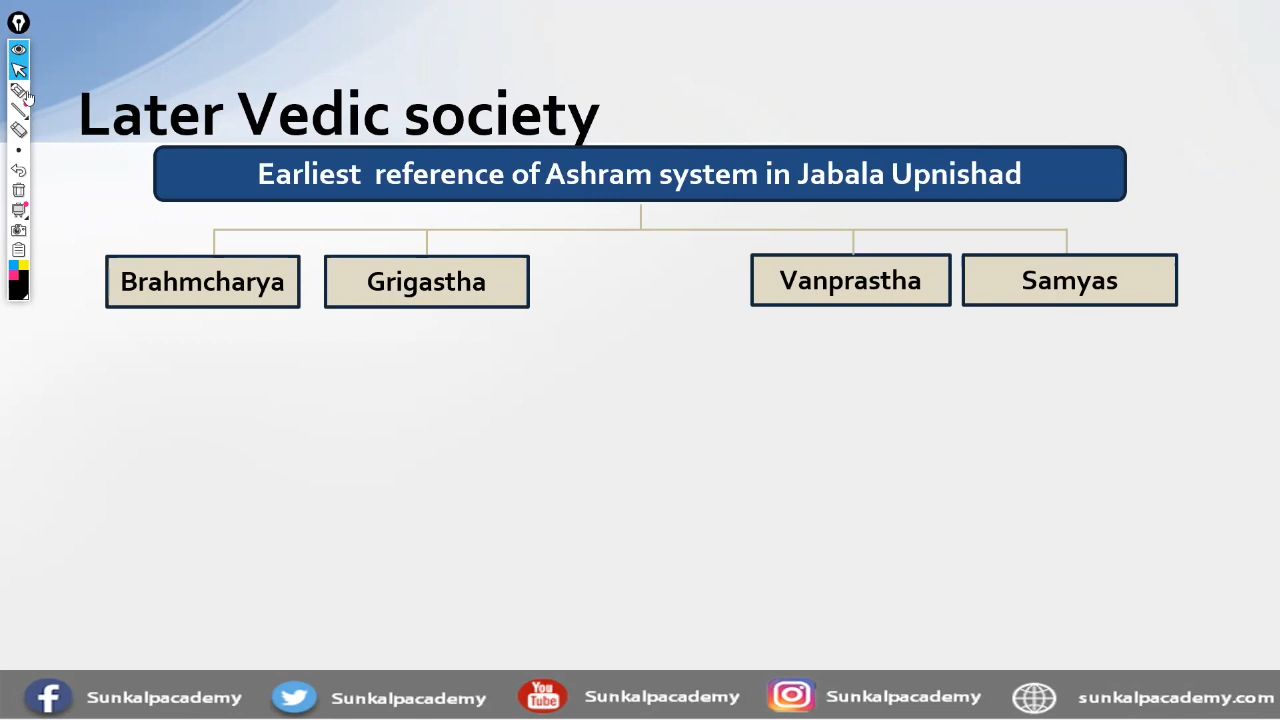 Later Vedic society
Earliest reference of Ashram system in Jabala Upnishad
Brahmcharya
Grigastha
Vanprastha
Samyas
Sunkalpacademy
Sunkalpacademy
You
Tube
Sunkalpacademy
Sunkalpacademy
sunkalpacademy.com